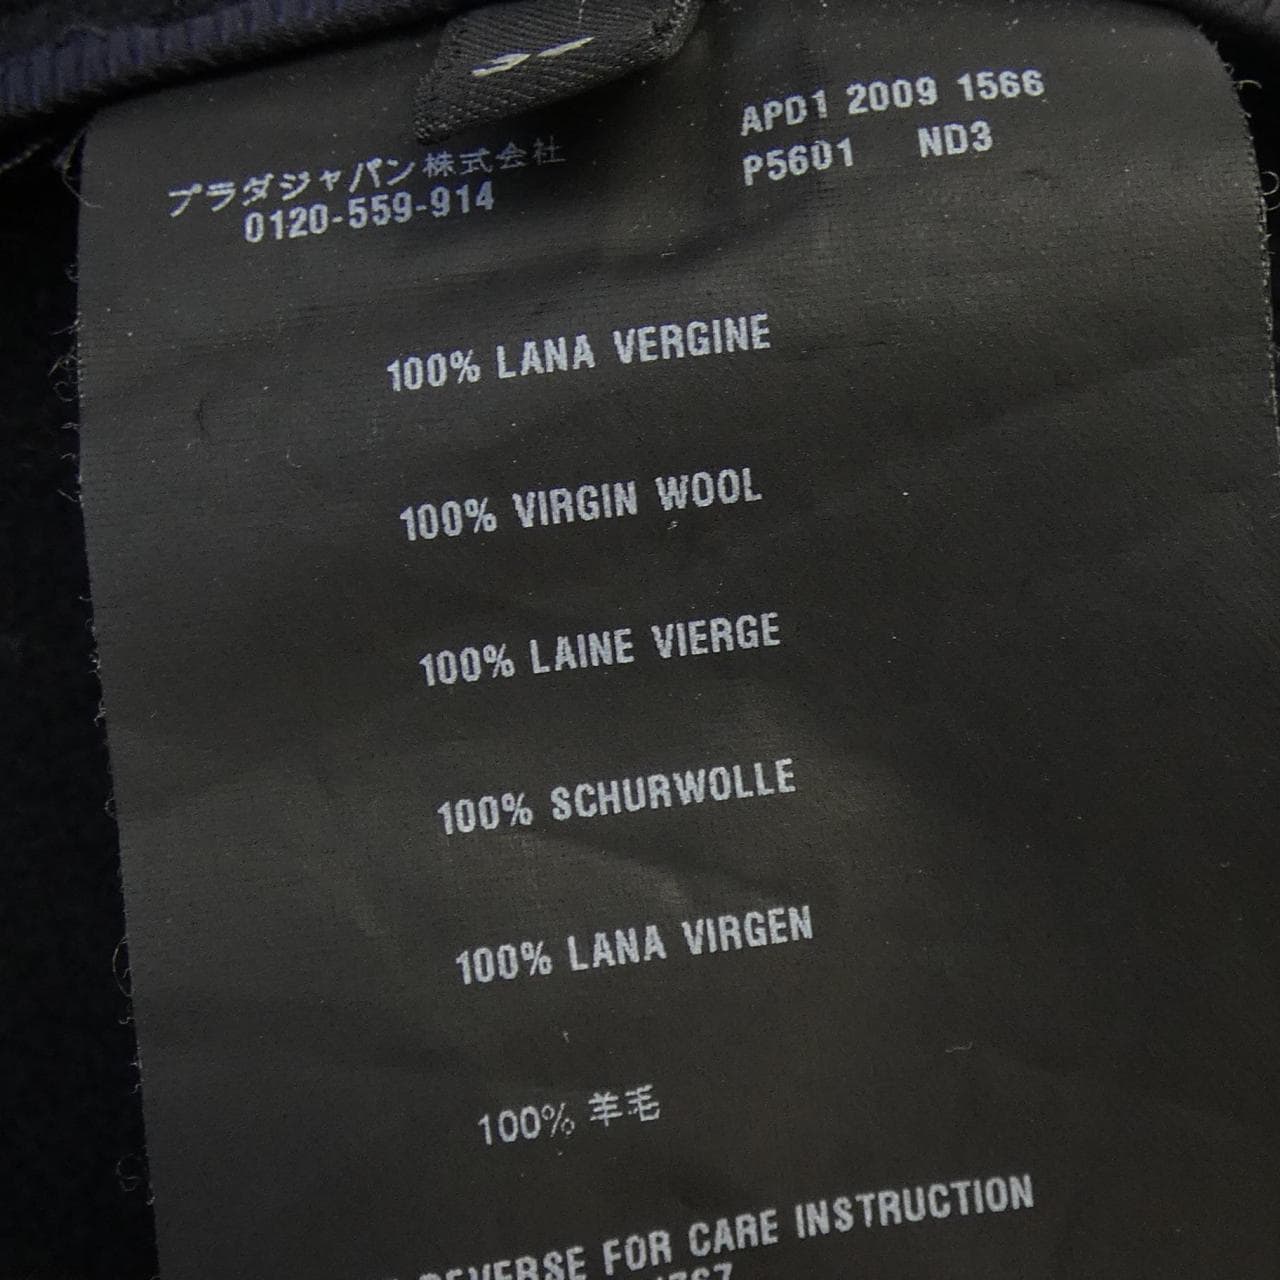 プラダジャパン株式会社
0120-559-914
APD1 2009 1566
P5601 ND3
100% LANA VERGINE
100% VIRGIN WOOL
100% LAINE VIERGE
100% SCHURWOLLE
100% LANA VIRGEN
100% 羊毛
REVERSE FOR CARE INSTRUCTION